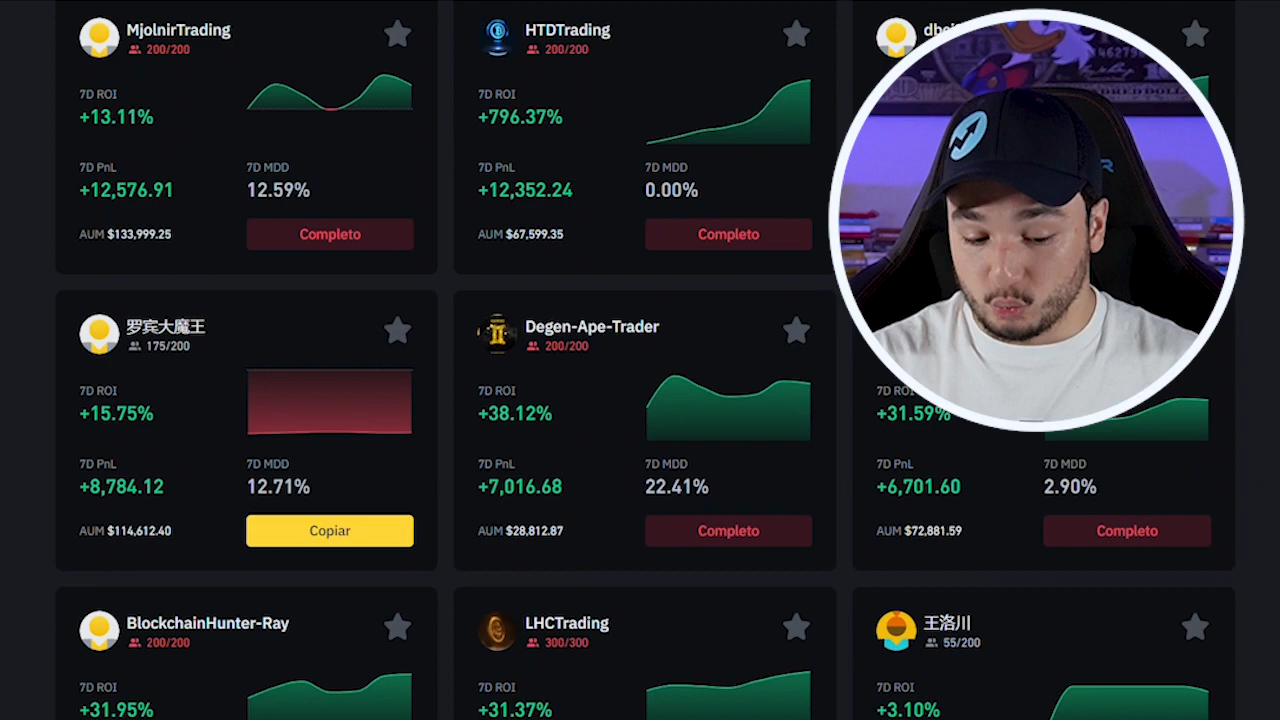 MjolnirTrading
200/200
7D ROI
+13.11%
7D PnL
+12,576.91
7D MDD
12.59%
AUM $133,999.25
Completo
HTDTrading
200/200
7D ROI
+796.37%
7D PnL
+12,352.24
7D MDD
0.00%
AUM $67,599.35
Completo
罗宾大魔王
175/200
7D ROI
+15.75%
7D PnL
+8,784.12
7D MDD
12.71%
AUM $114,612.40
Copiar
Degen-Ape-Trader
200/200
7D ROI
+38.12%
7D PnL
+7,016.68
7D MDD
22.41%
AUM $28,812.87
Completo
7D ROI
+31.59%
7D PnL
+6,701.60
7D MDD
2.90%
AUM $72,881.59
Completo
BlockchainHunter-Ray
200/200
7D ROI
+31.95%
LHCTrading
300/300
7D ROI
+31.37%
王洛川
55/200
7D ROI
+3.10%